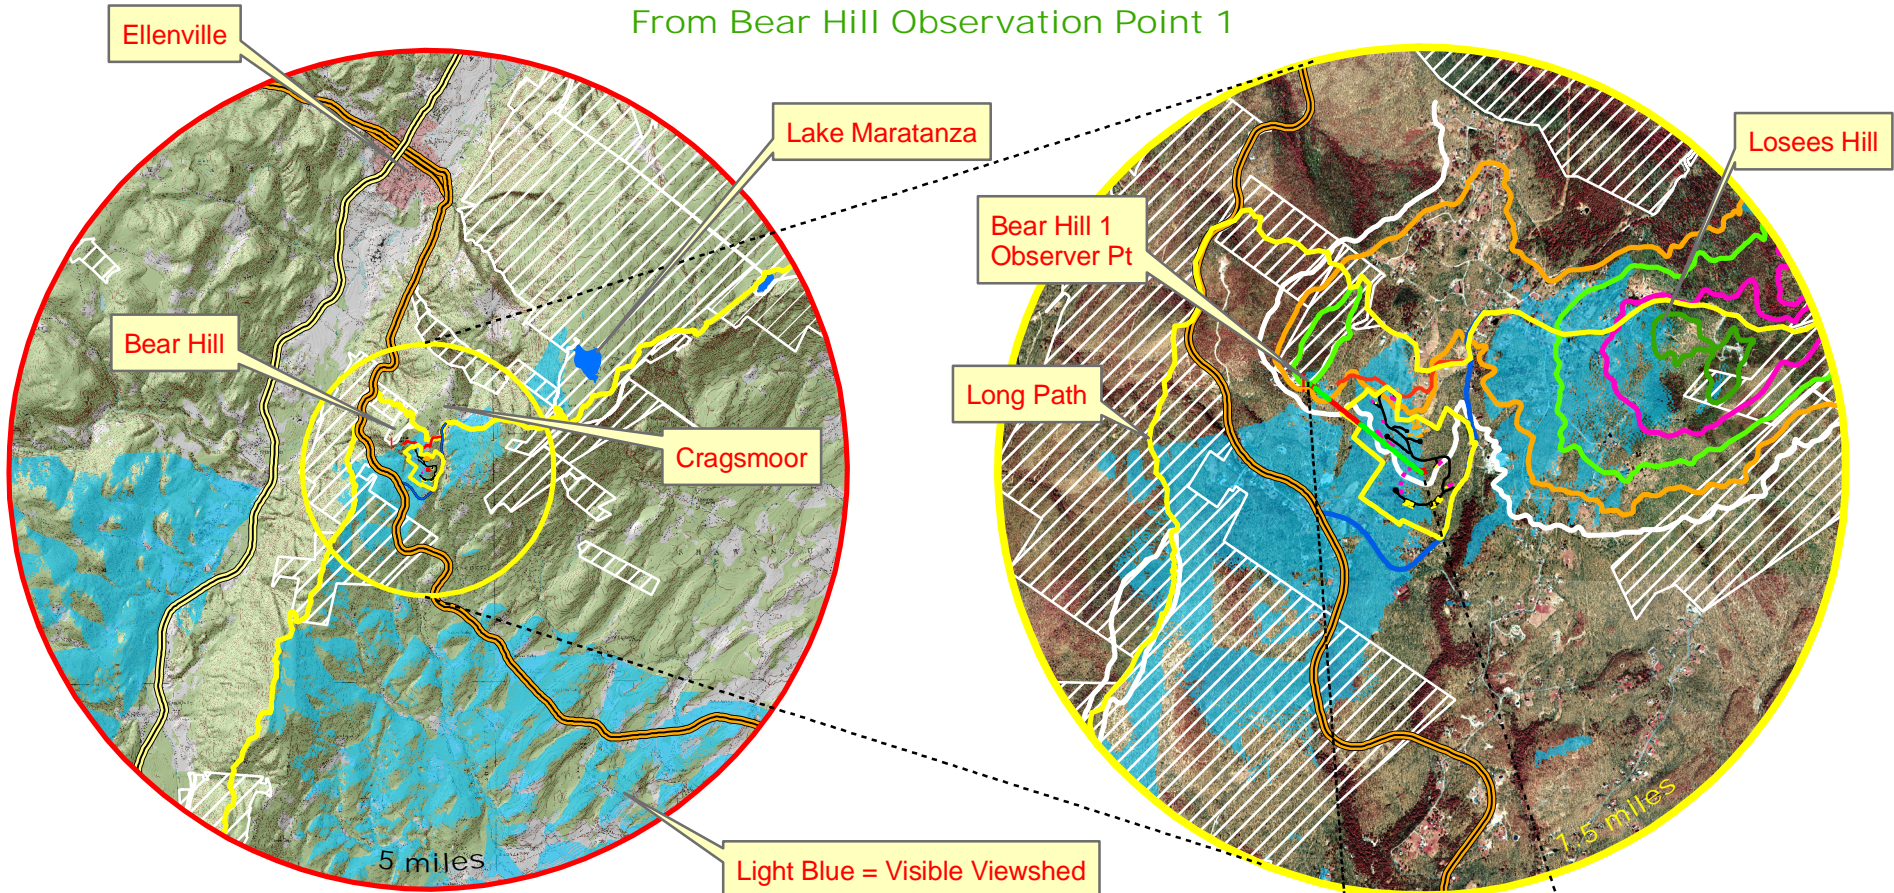 From Bear Hill Observation Point 1
Ellenville
Lake Maratanza
Losees Hill
Bear Hill 1
Observer Pt
Bear Hill
Long Path
Cragsmoor
5 miles
1.5 miles
Light Blue = Visible Viewshed